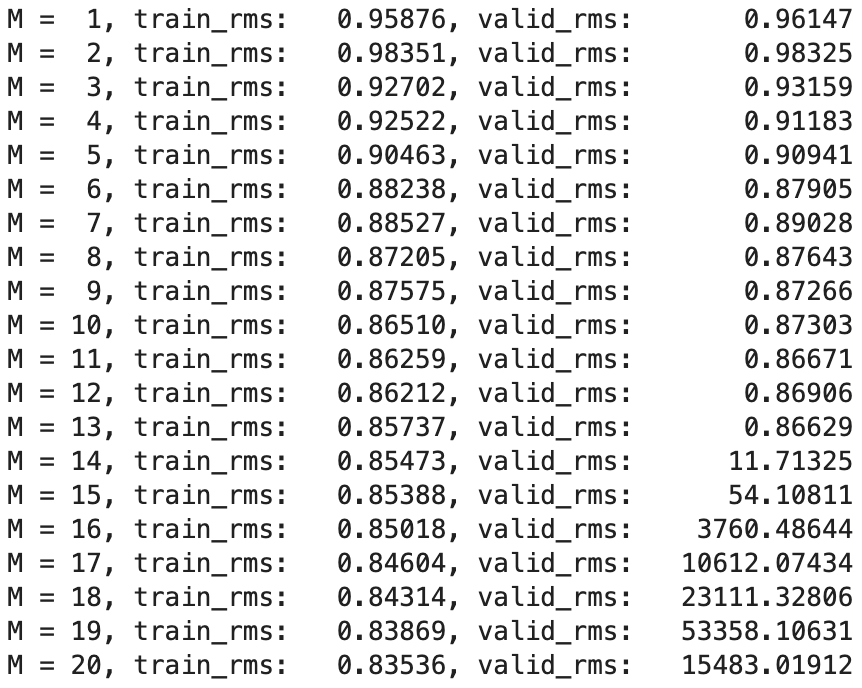 M =  1, train_rms:   0.95876, valid_rms:       0.96147
M =  2, train_rms:   0.98351, valid_rms:       0.98325
M =  3, train_rms:   0.92702, valid_rms:       0.93159
M =  4, train_rms:   0.92522, valid_rms:       0.91183
M =  5, train_rms:   0.90463, valid_rms:       0.90941
M =  6, train_rms:   0.88238, valid_rms:       0.87905
M =  7, train_rms:   0.88527, valid_rms:       0.89028
M =  8, train_rms:   0.87205, valid_rms:       0.87643
M =  9, train_rms:   0.87575, valid_rms:       0.87266
M = 10, train_rms:   0.86510, valid_rms:       0.87303
M = 11, train_rms:   0.86259, valid_rms:       0.86671
M = 12, train_rms:   0.86212, valid_rms:       0.86906
M = 13, train_rms:   0.85737, valid_rms:       0.86629
M = 14, train_rms:   0.85473, valid_rms:      11.71325
M = 15, train_rms:   0.85388, valid_rms:      54.10811
M = 16, train_rms:   0.85018, valid_rms:    3760.48644
M = 17, train_rms:   0.84604, valid_rms:   10612.07434
M = 18, train_rms:   0.84314, valid_rms:   23111.32806
M = 19, train_rms:   0.83869, valid_rms:   53358.10631
M = 20, train_rms:   0.83536, valid_rms:   15483.01912